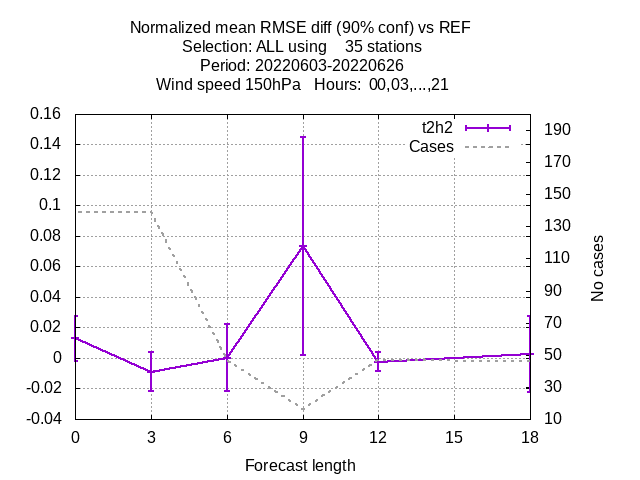 Normalized mean RMSE diff (90% conf) vs REF
Selection: ALL using    35 stations
Period: 20220603-20220626
Wind speed 150hPa   Hours:  00,03,...,21
t2h2
Cases
0.16
0.14
0.12
0.1
0.08
0.06
0.04
0.02
0
-0.02
-0.04
190
170
150
130
110
90
70
50
30
10
No cases
0 3 6 9 12 15 18
Forecast length